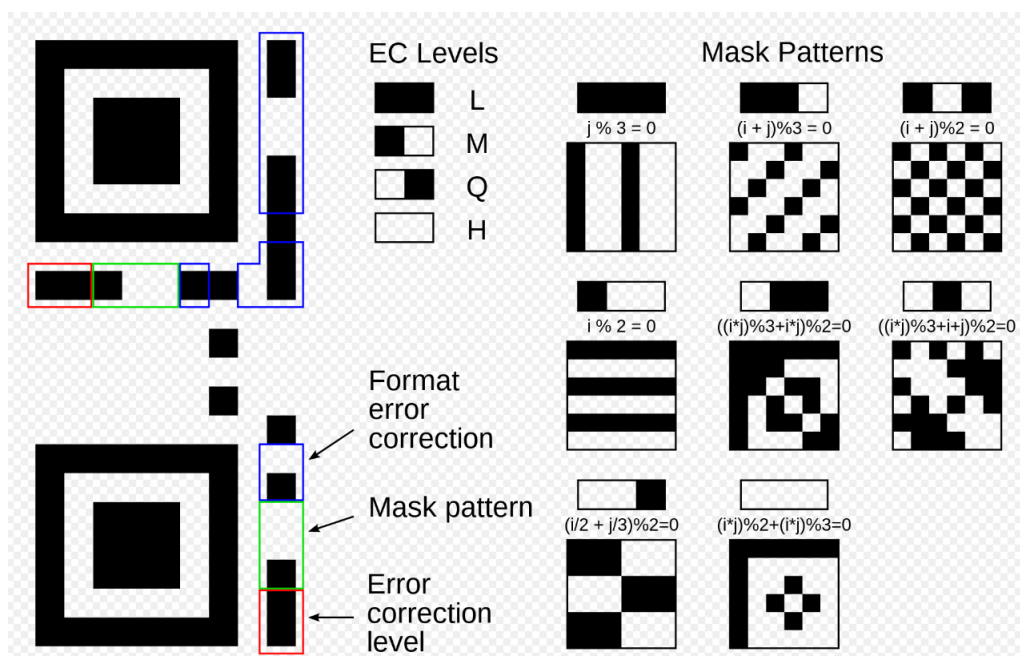 EC Levels
L
M
Q
H
Format
error
correction
Mask pattern
Error
correction
level
Mask Patterns
j % 3 = 0
(i + j)%3 = 0
(i + j)%2 = 0
i % 2 = 0
((i*j)%3+i*j)%2=0
((i*j)%3+i+j)%2=0
(i/2 + j/3)%2=0
(i*j)%2+(i*j)%3=0